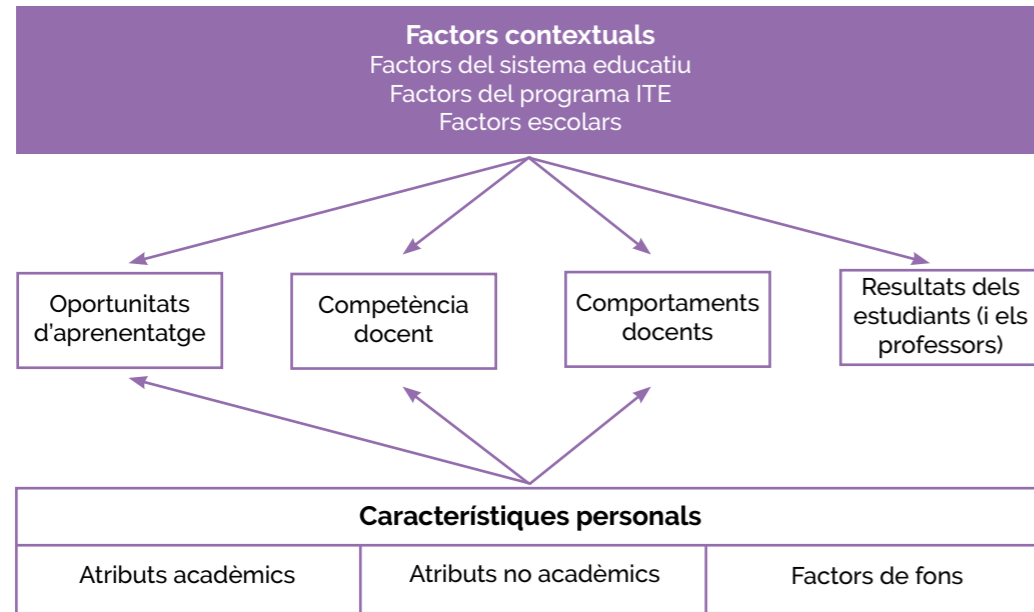 Factors contextuals
Factors del sistema educatiu
Factors del programa ITE
Factors escolars
Oportunitats
d'aprenentatge
Competència
docent
Comportaments
docents
Resultats dels
estudiants (i els
professors)
Característiques personals
Atributs acadèmics
Atributs no acadèmics
Factors de fons